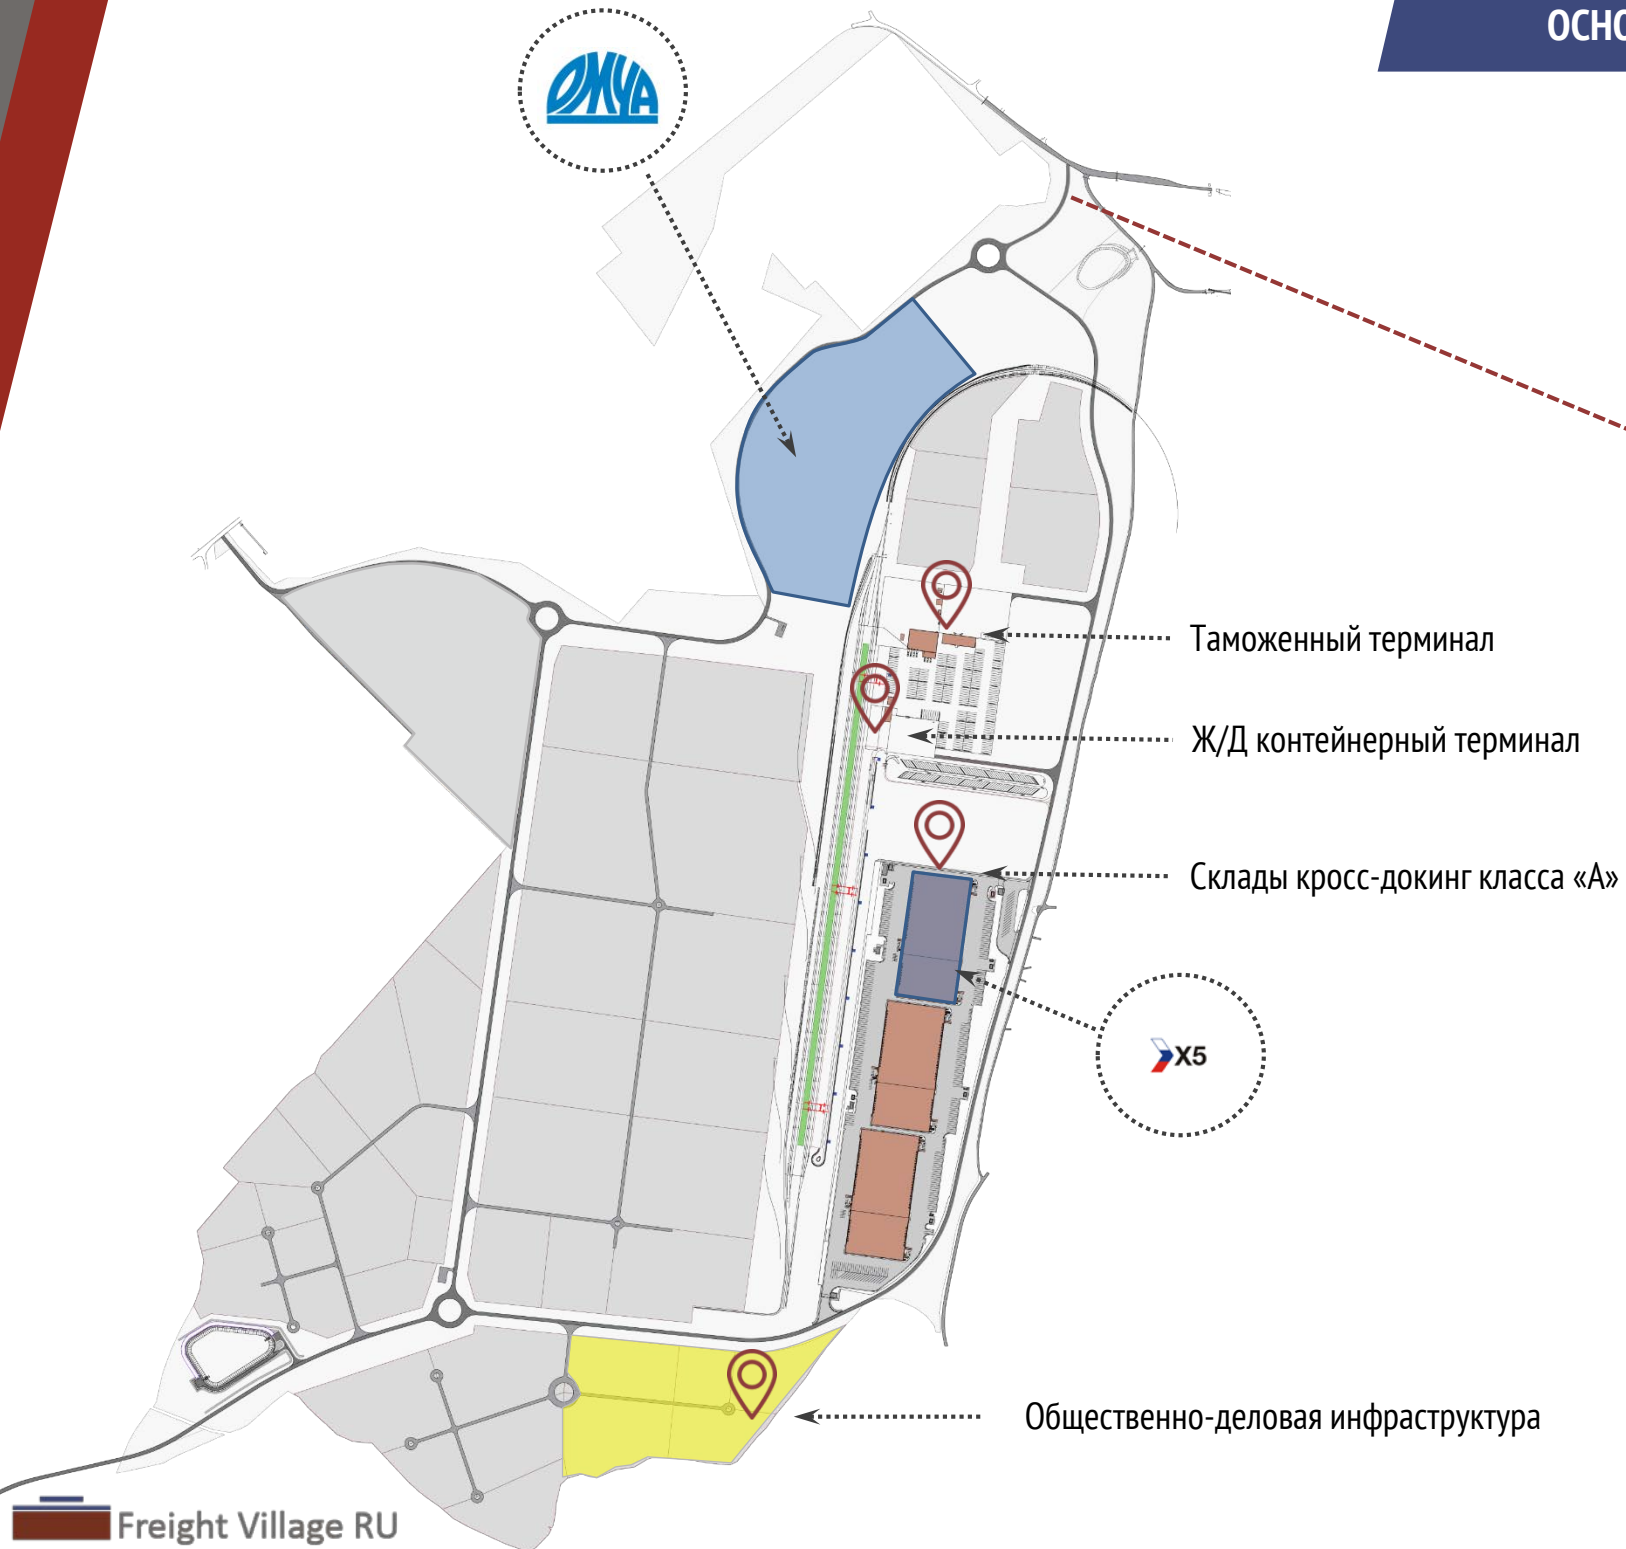 ОСНО
OMYA
Таможенный терминал
Ж/Д контейнерный терминал
Склады кросс-докинг класса «А»
X5
Общественно-деловая инфраструктура
Freight Village RU